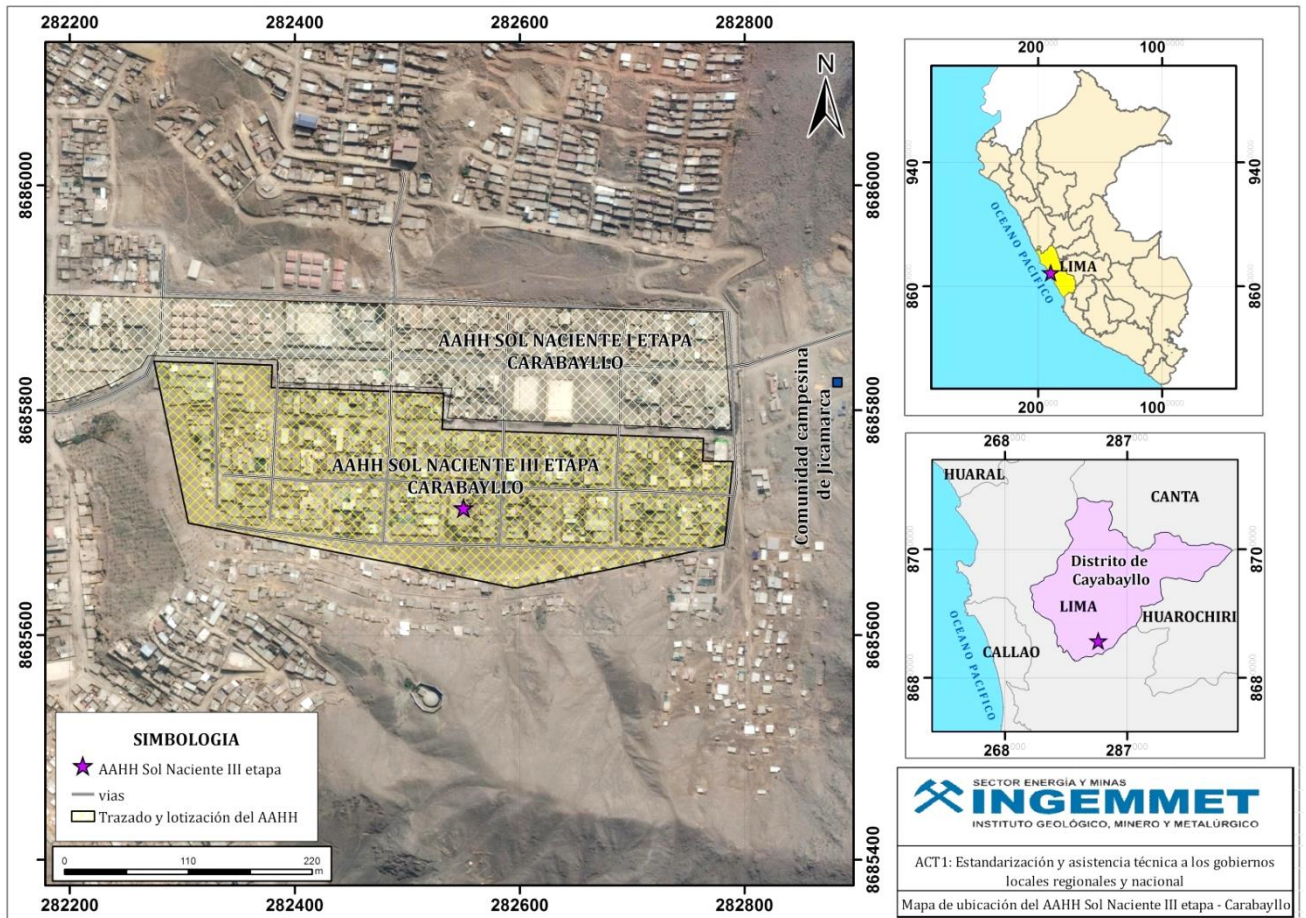 282200
282400
282600
282800
N
8686000
8686000
AAHH SOL NACIENTE I ETAPA
CARABAYLLO
8685800
8685800
AAHH SOL NACIENTE III ETAPA
CARABAYLLO
Comunidad campesina
de Jicamarca
8685600
8685600
SIMBOLOGIA
AAHH Sol Naciente III etapa
vias
Trazado y lotización del AAHH
0
110
220
m
8685400
282200
282400
282600
282800
200
100
940
940
OCEANO PACÍFICO
LIMA
860
860
200
100
268
287
HUARAL
CANTA
870
870
Distrito de
Cayabayllo
LIMA
HUAROCHIRI
CALLAO
OCEANO PACIFICO
868
868
268
287
SECTOR ENERGÍA Y MINAS
INGEMMET
INSTITUTO GEOLÓGICO, MINERO Y METALÚRGICO
ACT1: Estandarización y asistencia técnica a los gobiernos
locales regionales y nacional
Mapa de ubicación del AAHH Sol Naciente III etapa - Carabayllo